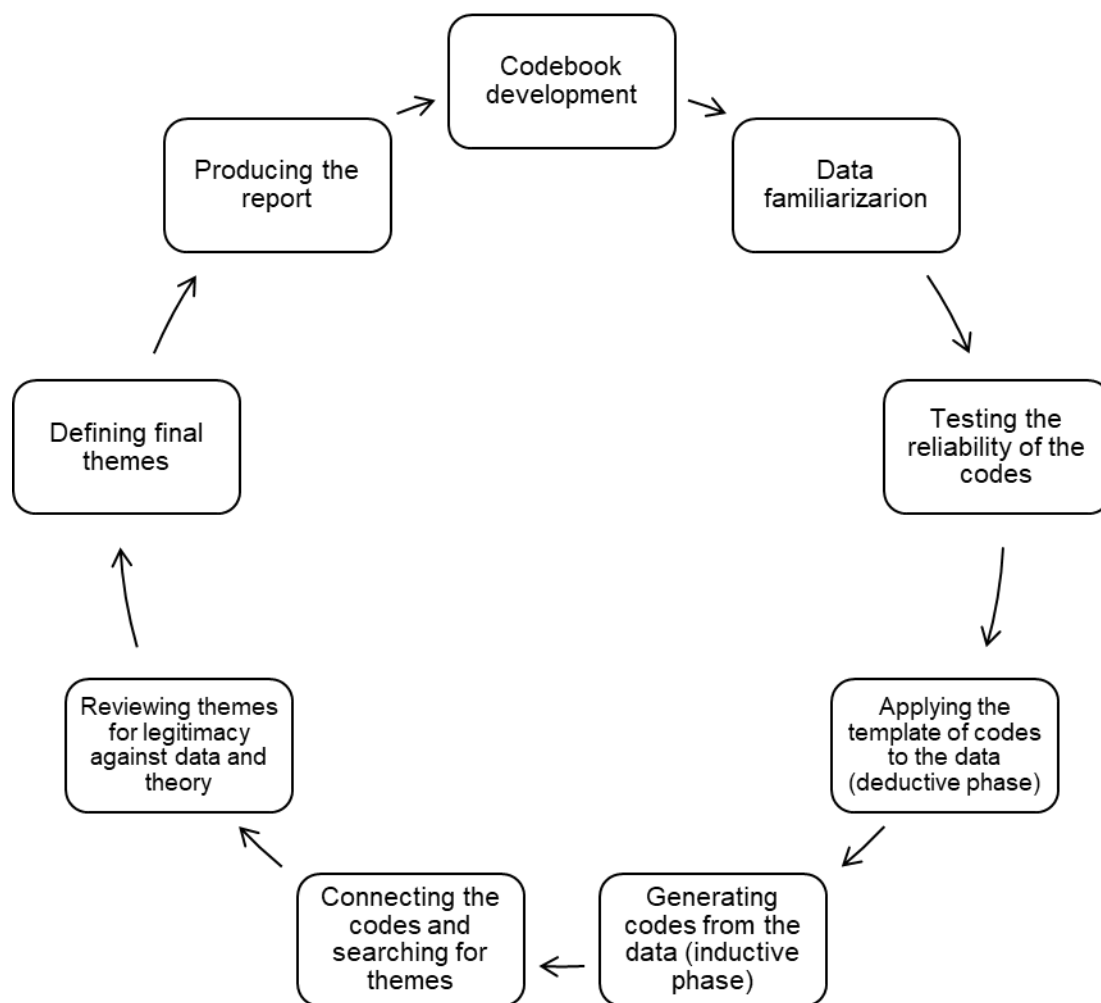 Codebook
development
Data
familiarizarion
Testing the
reliability of the
codes
Applying the
template of codes
to the data
(deductive phase)
Generating
codes from the
data (inductive
phase)
Connecting the
codes and
searching for
themes
Reviewing themes
for legitimacy
against data and
theory
Defining final
themes
Producing the
report